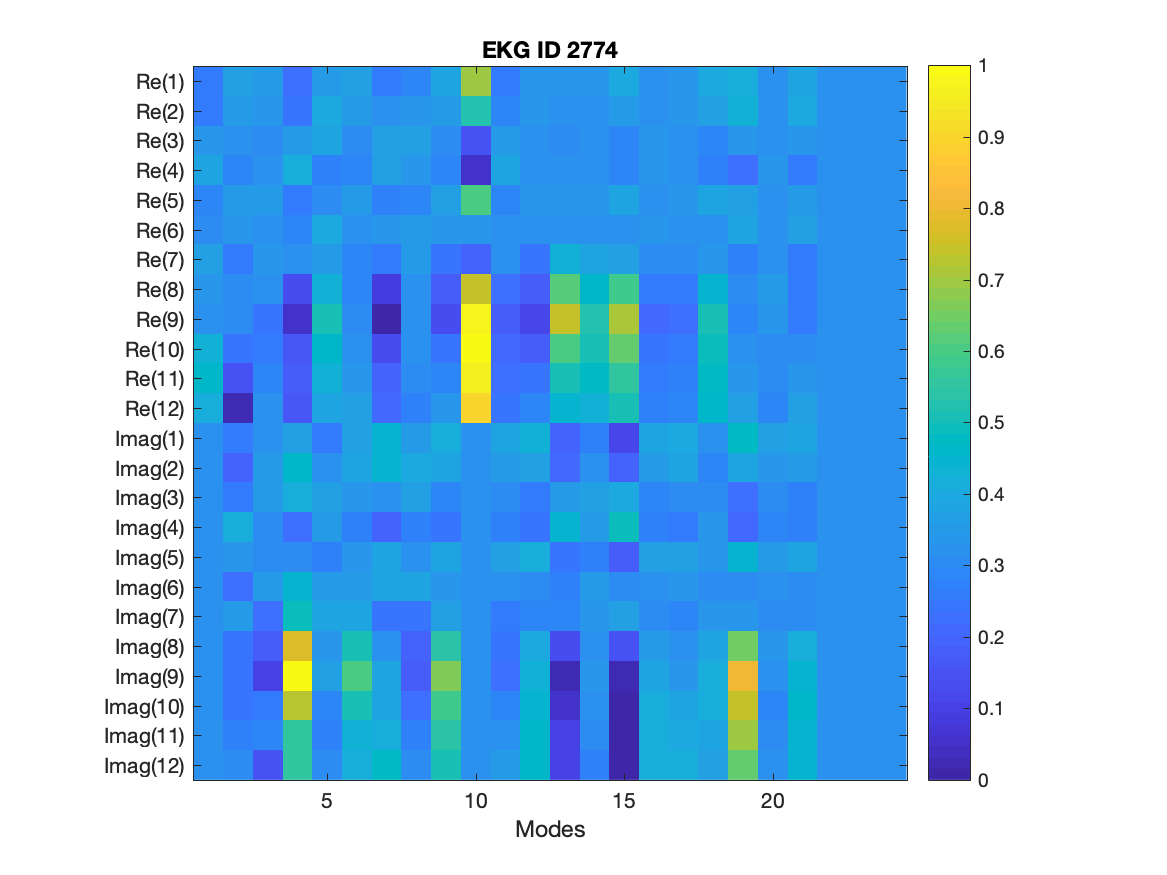 EKG ID 2774
Re(1)
Re(2)
Re(3)
Re(4)
Re(5)
Re(6)
Re(7)
Re(8)
Re(9)
Re(10)
Re(11)
Re(12)
Imag(1)
Imag(2)
Imag(3)
Imag(4)
Imag(5)
Imag(6)
Imag(7)
Imag(8)
Imag(9)
Imag(10)
Imag(11)
Imag(12)
5 10 15 20
Modes
1
0.9
0.8
0.7
0.6
0.5
0.4
0.3
0.2
0.1
0